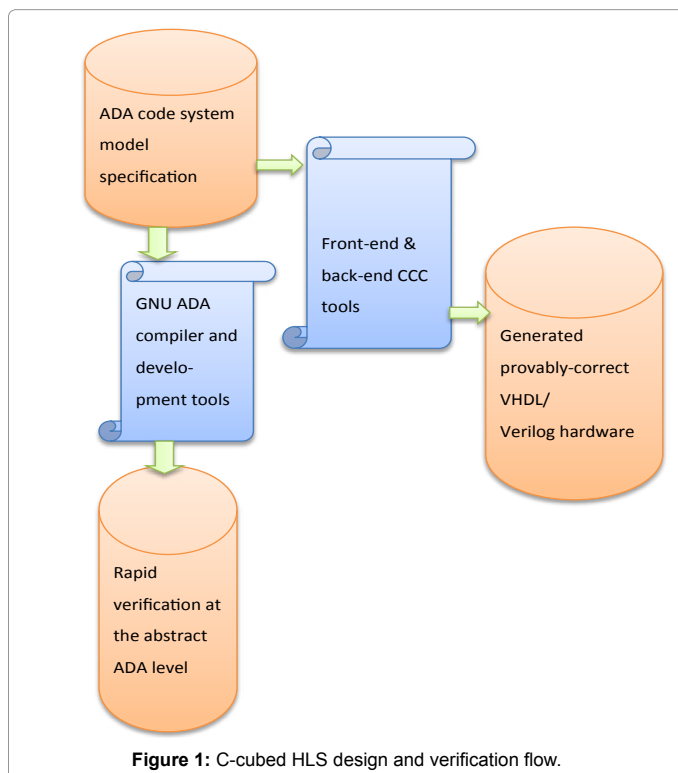 ADA code system
model
specification
Front-end &
back-end CCC
tools
GNU ADA
compiler and
develo-
pment tools
Generated
provably-correct
VHDL/
Verilog hardware
Rapid
verification at
the abstract
ADA level
Figure 1: C-cubed HLS design and verification flow.